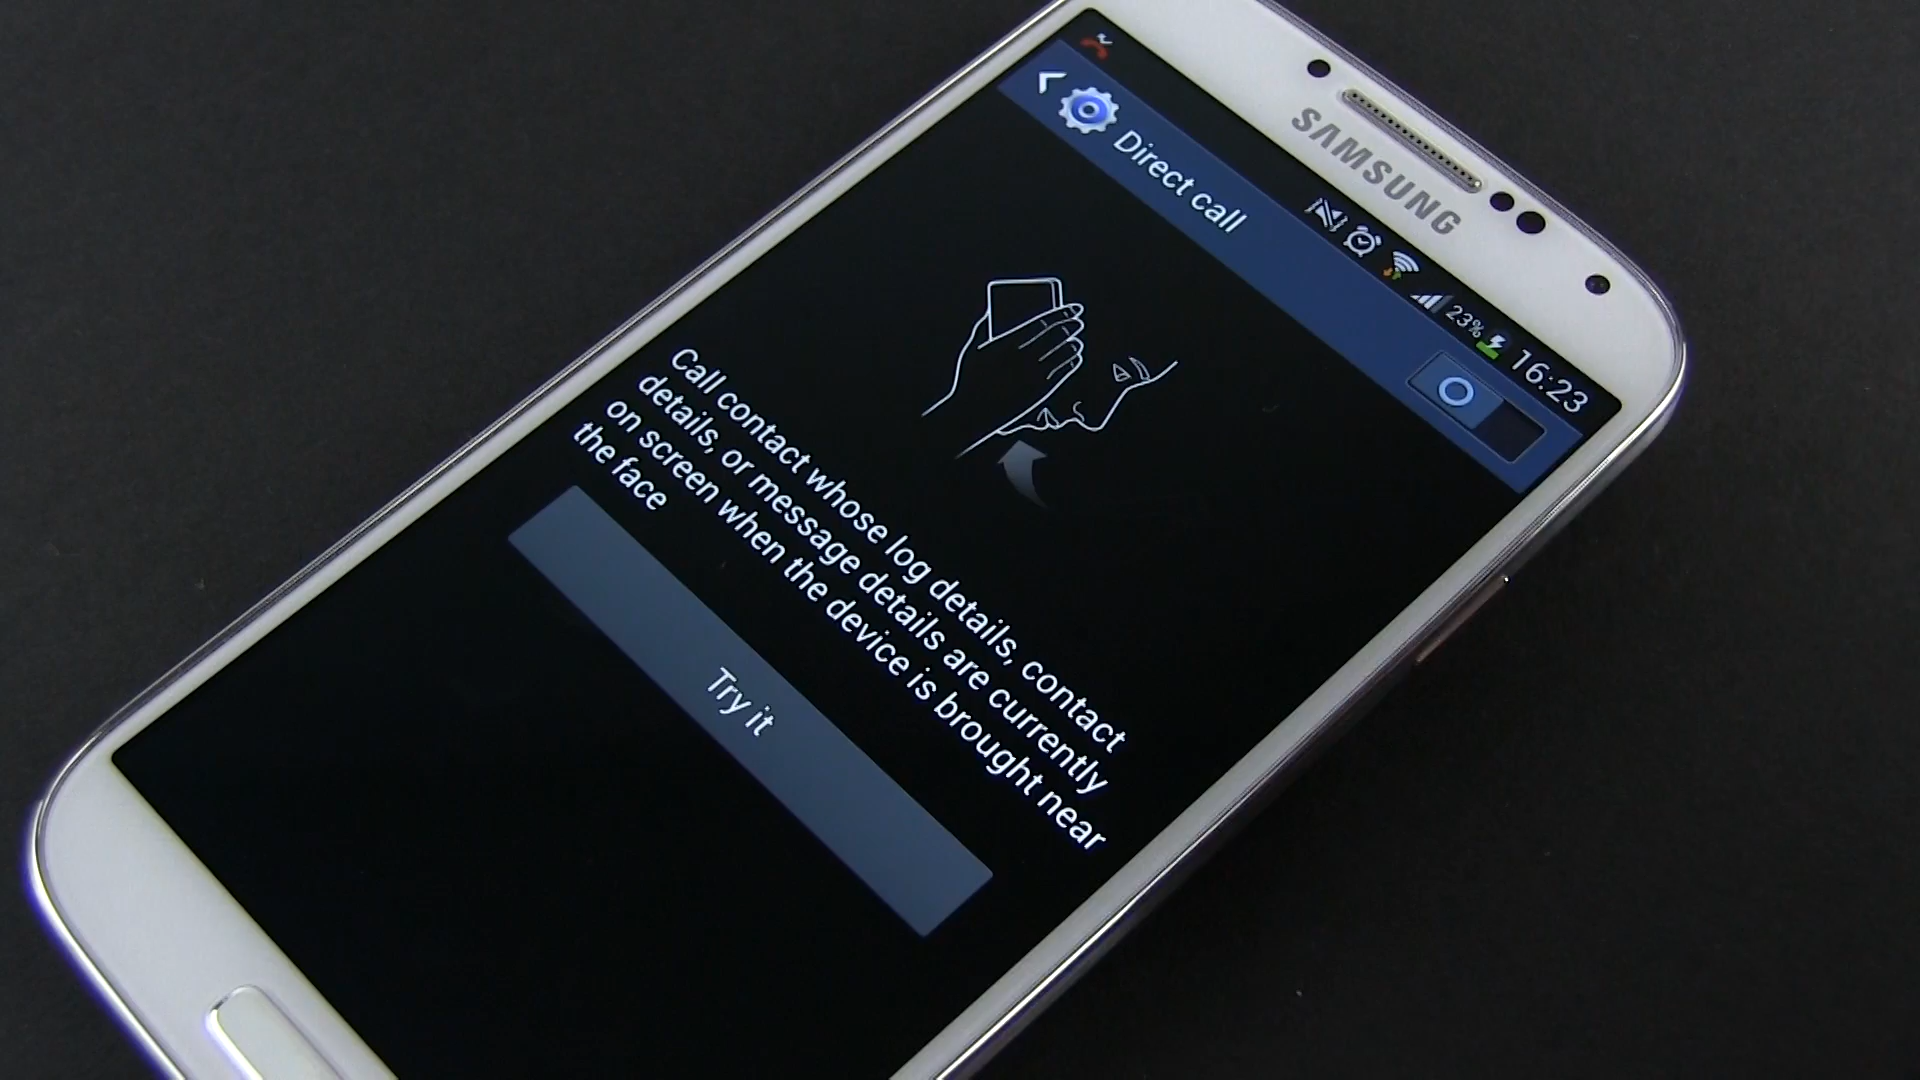 SAMSUNG
23%
16:23
Direct call
Call contact whose log details, contact
details, or message details are currently
on screen when the device is brought near
the face
Try it